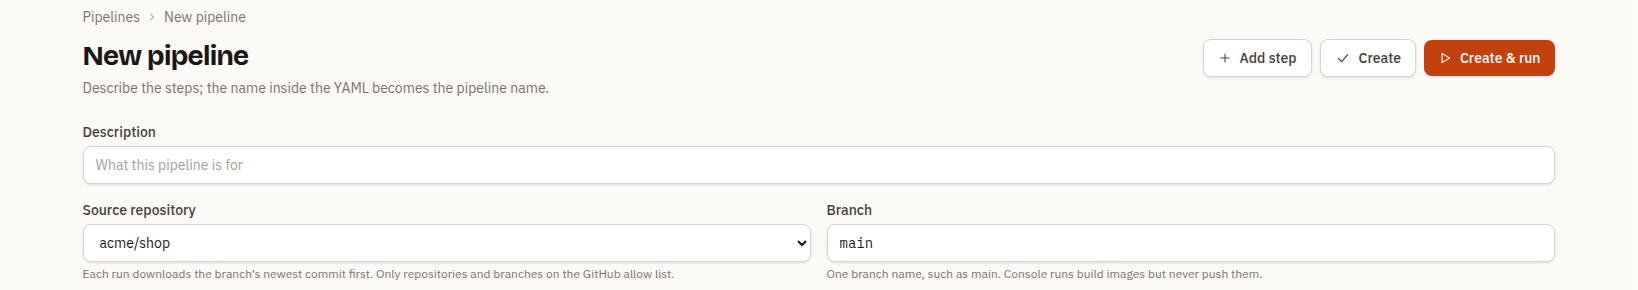 Pipelines > New pipeline
New pipeline
Add step
Create
Create & run
Describe the steps; the name inside the YAML becomes the pipeline name.
Description
What this pipeline is for
Source repository
Branch
acme/shop
main
Each run downloads the branch's newest commit first. Only repositories and branches on the GitHub allow list.
One branch name, such as main. Console runs build images but never push them.